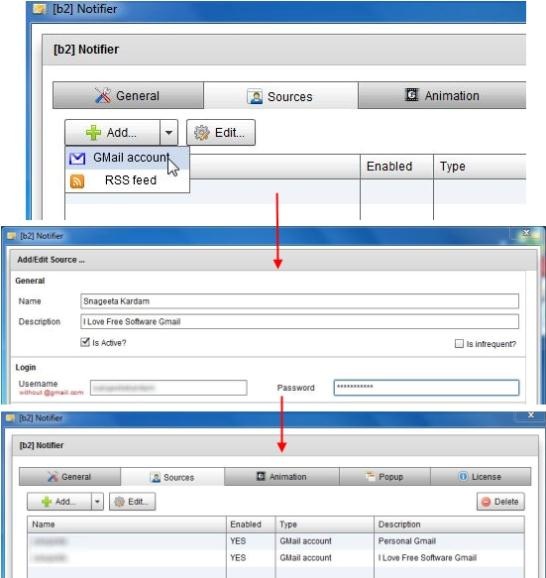 [b2] Notifier
[b2] Notifier
General Sources Animation
Add... Edit...
GMail account Enabled Type
RSS feed
[b2] Notifier
Add/Edit Source ...
General
Name Snageeta Kardam
Description I Love Free Software Gmail
Is Active? Is infrequent?
Login
Username Password ***********
without @gmail.com
[b2] Notifier
[b2] Notifier
General Sources Animation Popup License
Add... Edit... Delete
Name Enabled Type Description
YES GMail account Personal Gmail
YES GMail account I Love Free Software Gmail